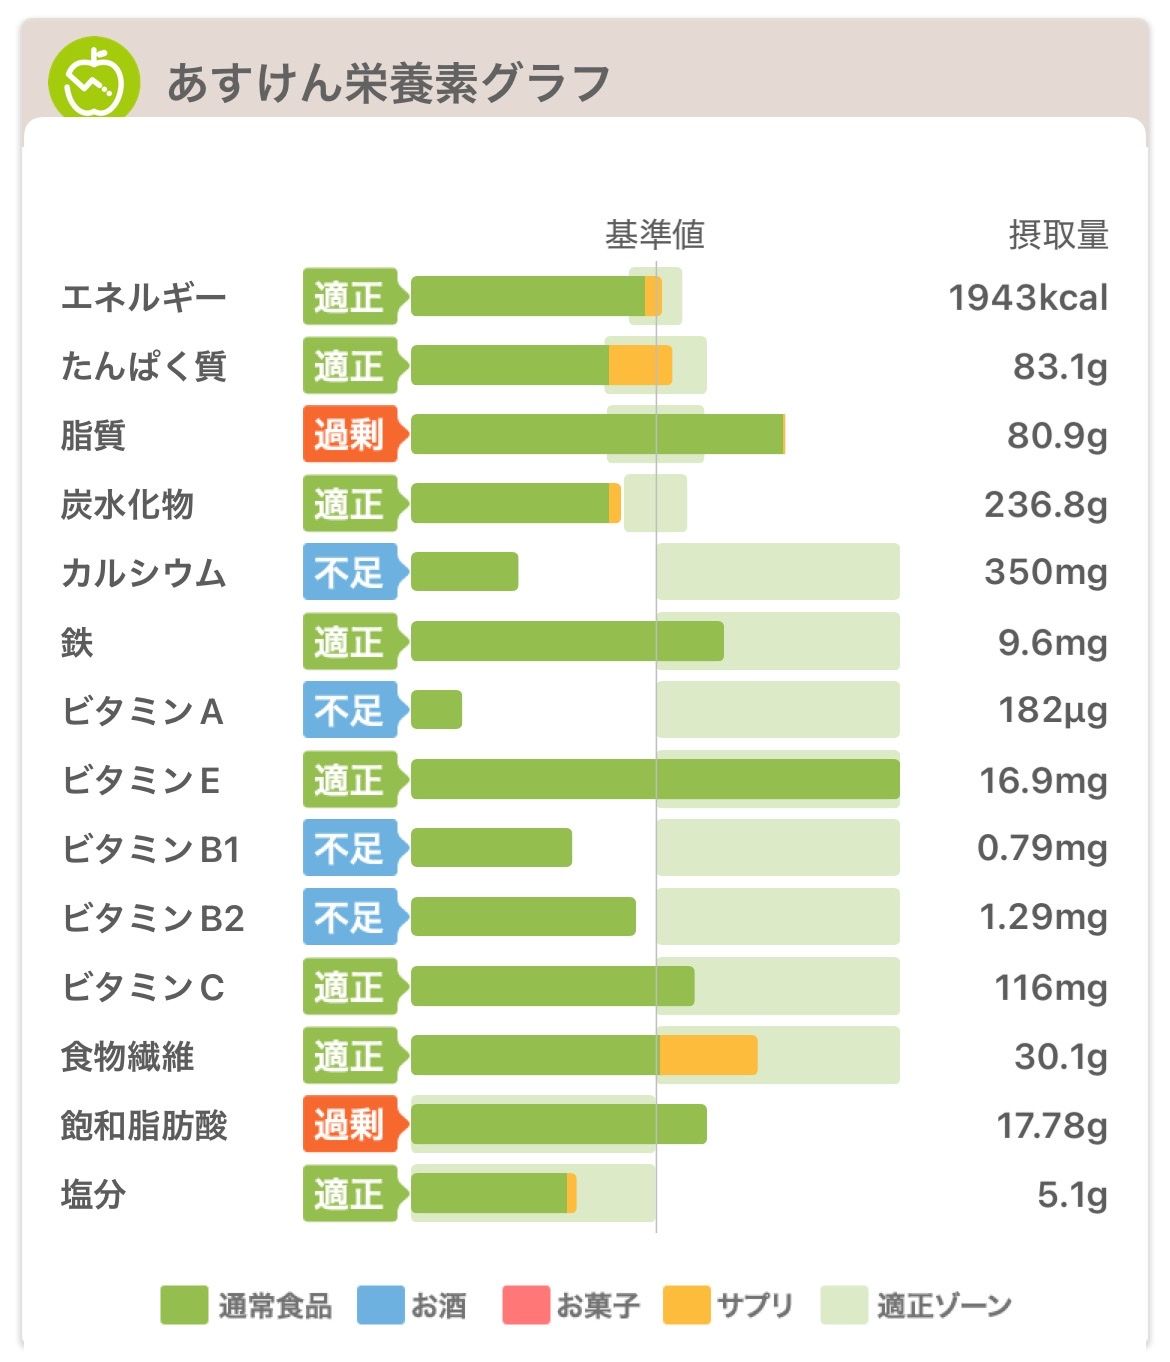 あすけん栄養素グラフ
基準値 摂取量
エネルギー 適正 1943kcal
たんぱく質 適正 83.1g
脂質 過剰 80.9g
炭水化物 適正 236.8g
カルシウム 不足 350mg
鉄 適正 9.6mg
ビタミンA 不足 182μg
ビタミンE 適正 16.9mg
ビタミンB1 不足 0.79mg
ビタミンB2 不足 1.29mg
ビタミンC 適正 116mg
食物繊維 適正 30.1g
飽和脂肪酸 過剰 17.78g
塩分 適正 5.1g
通常食品 お酒 お菓子 サプリ 適正ゾーン